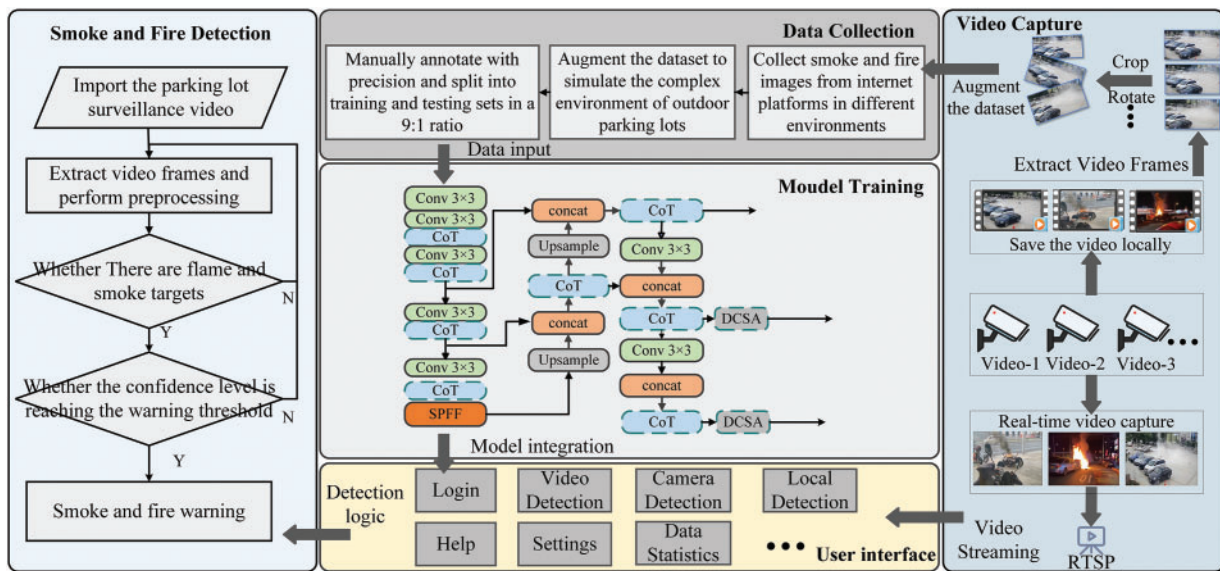 Smoke and Fire Detection
Import the parking lot
surveillance video
Extract video frames and
perform preprocessing
Whether There are flame and
smoke targets
N
Y
Whether the confidence level is
reaching the warning threshold
N
Y
Smoke and fire warning
Data Collection
Manually annotate with
precision and split into
training and testing sets in a
9:1 ratio
Augment the dataset to
simulate the complex
environment of outdoor
parking lots
Collect smoke and fire
images from internet
platforms in different
environments
Data input
Moudel Training
Conv 3×3
Conv 3×3
CoT
Conv 3×3
CoT
Conv 3×3
CoT
Conv 3×3
CoT
SPFF
concat
Upsample
CoT
concat
Upsample
CoT
Conv 3×3
concat
CoT
DCSA
Conv 3×3
concat
CoT
DCSA
Model integration
Detection
logic
Login
Video
Detection
Camera
Detection
Local
Detection
Help
Settings
Data
Statistics
•••
User interface
Video Capture
Crop
Rotate
Augment
the dataset
Extract Video Frames
Save the video locally
Video-1
Video-2
Video-3
Real-time video capture
Video
Streaming
RTSP